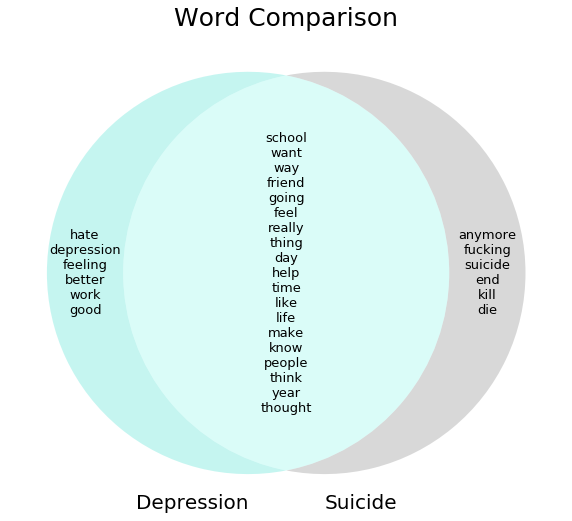 Word Comparison
hate
depression
feeling
better
work
good
school
want
way
friend
going
feel
really
thing
day
help
time
like
life
make
know
people
think
year
thought
anymore
fucking
suicide
end
kill
die
Depression
Suicide